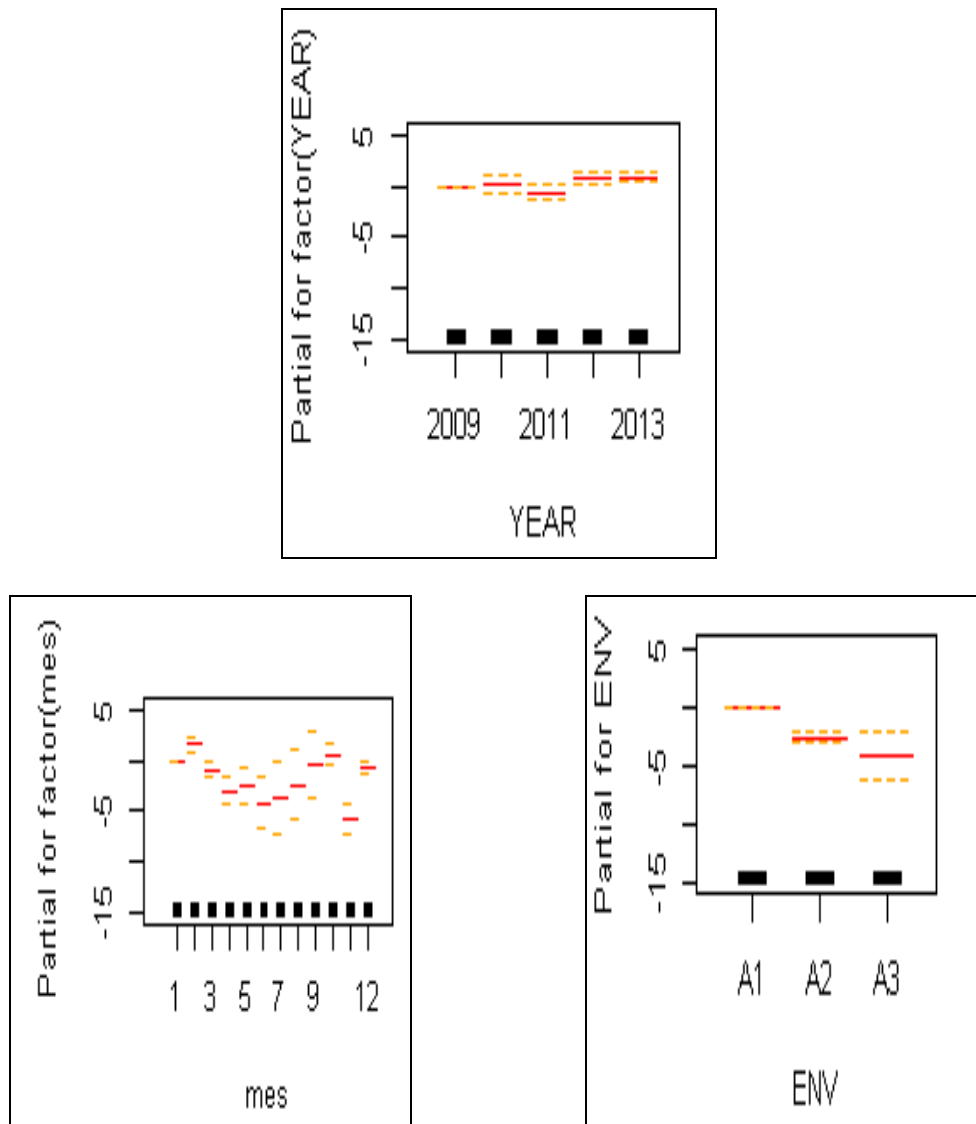 Partial for factor(YEAR)
5
-5
-15
2009 2011 2013
YEAR
Partial for factor(mes)
5
-5
-15
1 3 5 7 9 12
mes
Partial for ENV
5
-5
-15
A1 A2 A3
ENV